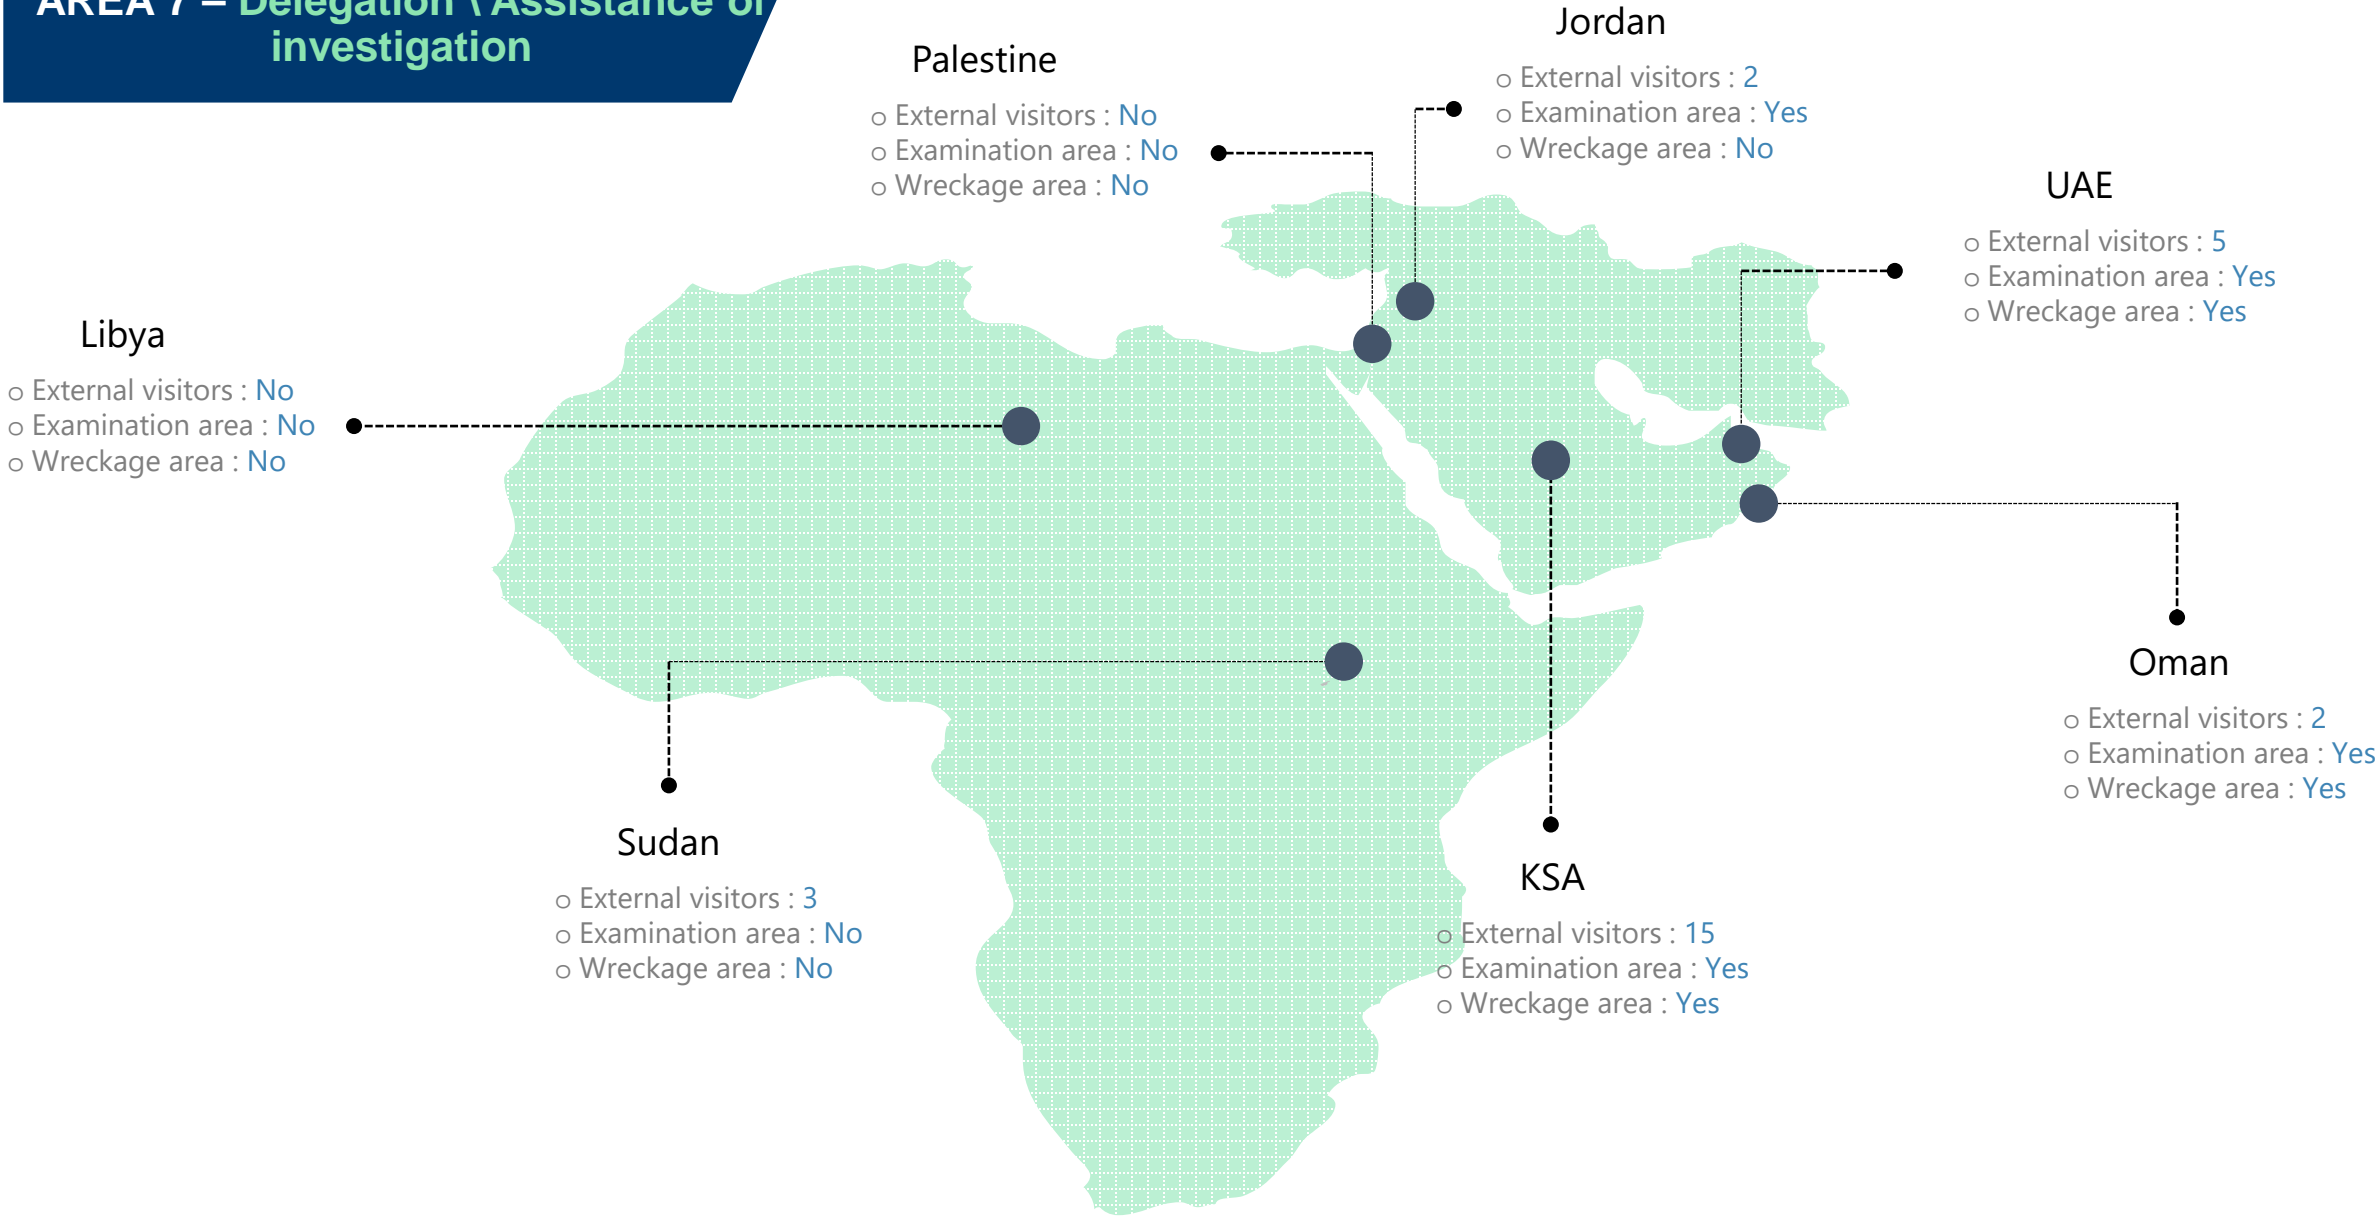 AREA 7 – Delegation \ Assistance of
investigation
Palestine
o External visitors : No
o Examination area : No
o Wreckage area : No
Jordan
o External visitors : 2
o Examination area : Yes
o Wreckage area : No
UAE
o External visitors : 5
o Examination area : Yes
o Wreckage area : Yes
Libya
o External visitors : No
o Examination area : No
o Wreckage area : No
Oman
o External visitors : 2
o Examination area : Yes
o Wreckage area : Yes
Sudan
o External visitors : 3
o Examination area : No
o Wreckage area : No
KSA
o External visitors : 15
o Examination area : Yes
o Wreckage area : Yes